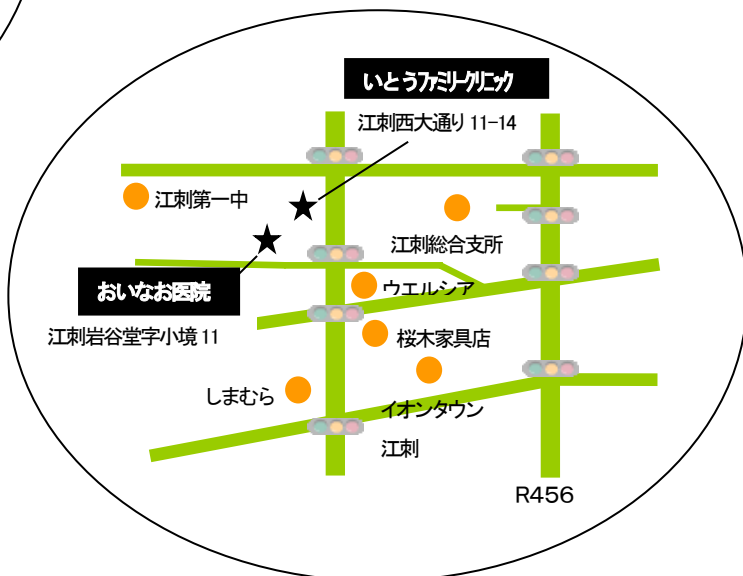 いとうファミリークリニック
江刺西大通り 11-14
江刺第一中
江刺総合支所
おいなお医院
ウエルシア
江刺岩谷堂字小境 11
桜木家具店
しまむら
イオンタウン
江刺
R456